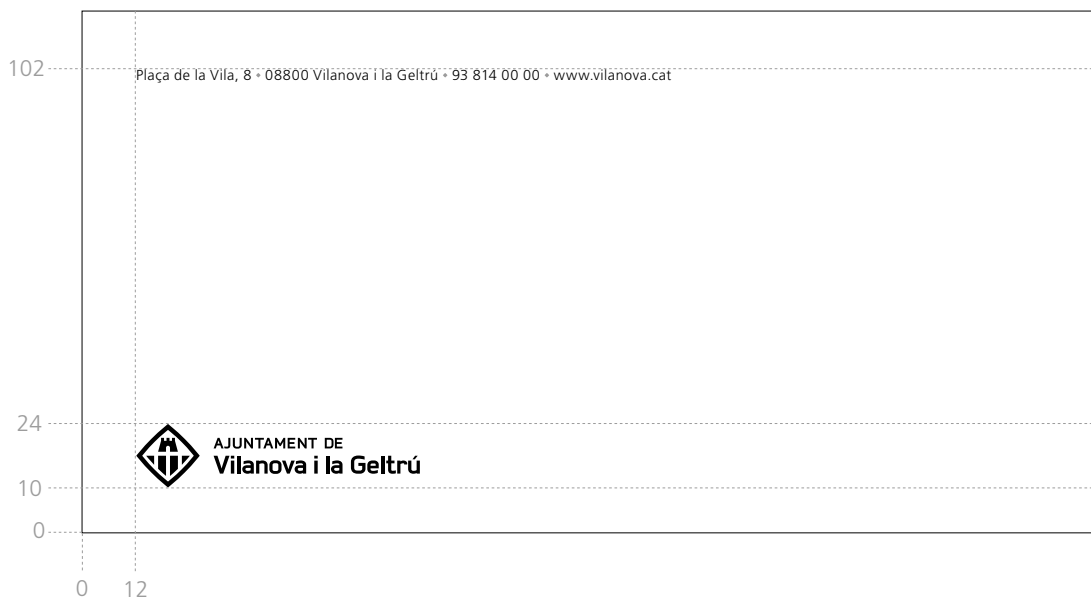 102
Plaça de la Vila, 8 • 08800 Vilanova i la Geltrú • 93 814 00 00 • www.vilanova.cat
24
AJUNTAMENT DE
Vilanova i la Geltrú
10
0
0 12